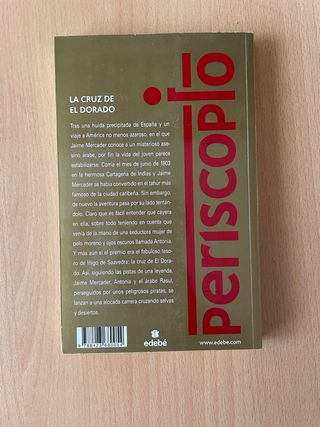 LA CRUZ DE
EL DORADO
Tras una huida precipitada de España y un
viaje a América no menos azaroso, en el que
Jaime Mercader conoce a un misterioso ase-
sino árabe, por fin la vida del joven parece
estabilizarse. Corría el mes de junio de 1903
en la hermosa Cartagena de Indias y Jaime
Mercader se había convertido en el tahúr más
famoso de la ciudad caribeña. Sin embargo,
de nuevo la aventura pasa por su lado tentán-
dolo. Claro que es fácil entender que cayera
en ella, sobre todo teniendo en cuenta que
venía de la mano de una seductora mujer de
pelo moreno y ojos oscuros llamada Antonia.
Y más aún si el premio era el fabuloso teso-
ro de Íñigo de Saavedra: la cruz de El Dora-
do. Así, siguiendo las pistas de una leyenda,
Jaime Mercader, Antonia y el árabe Rasul,
perseguidos por unos peligrosos piratas, se
lanzan a una alocada carrera cruzando selvas
y desiertos.
periscopio
edebé
www.edebe.com